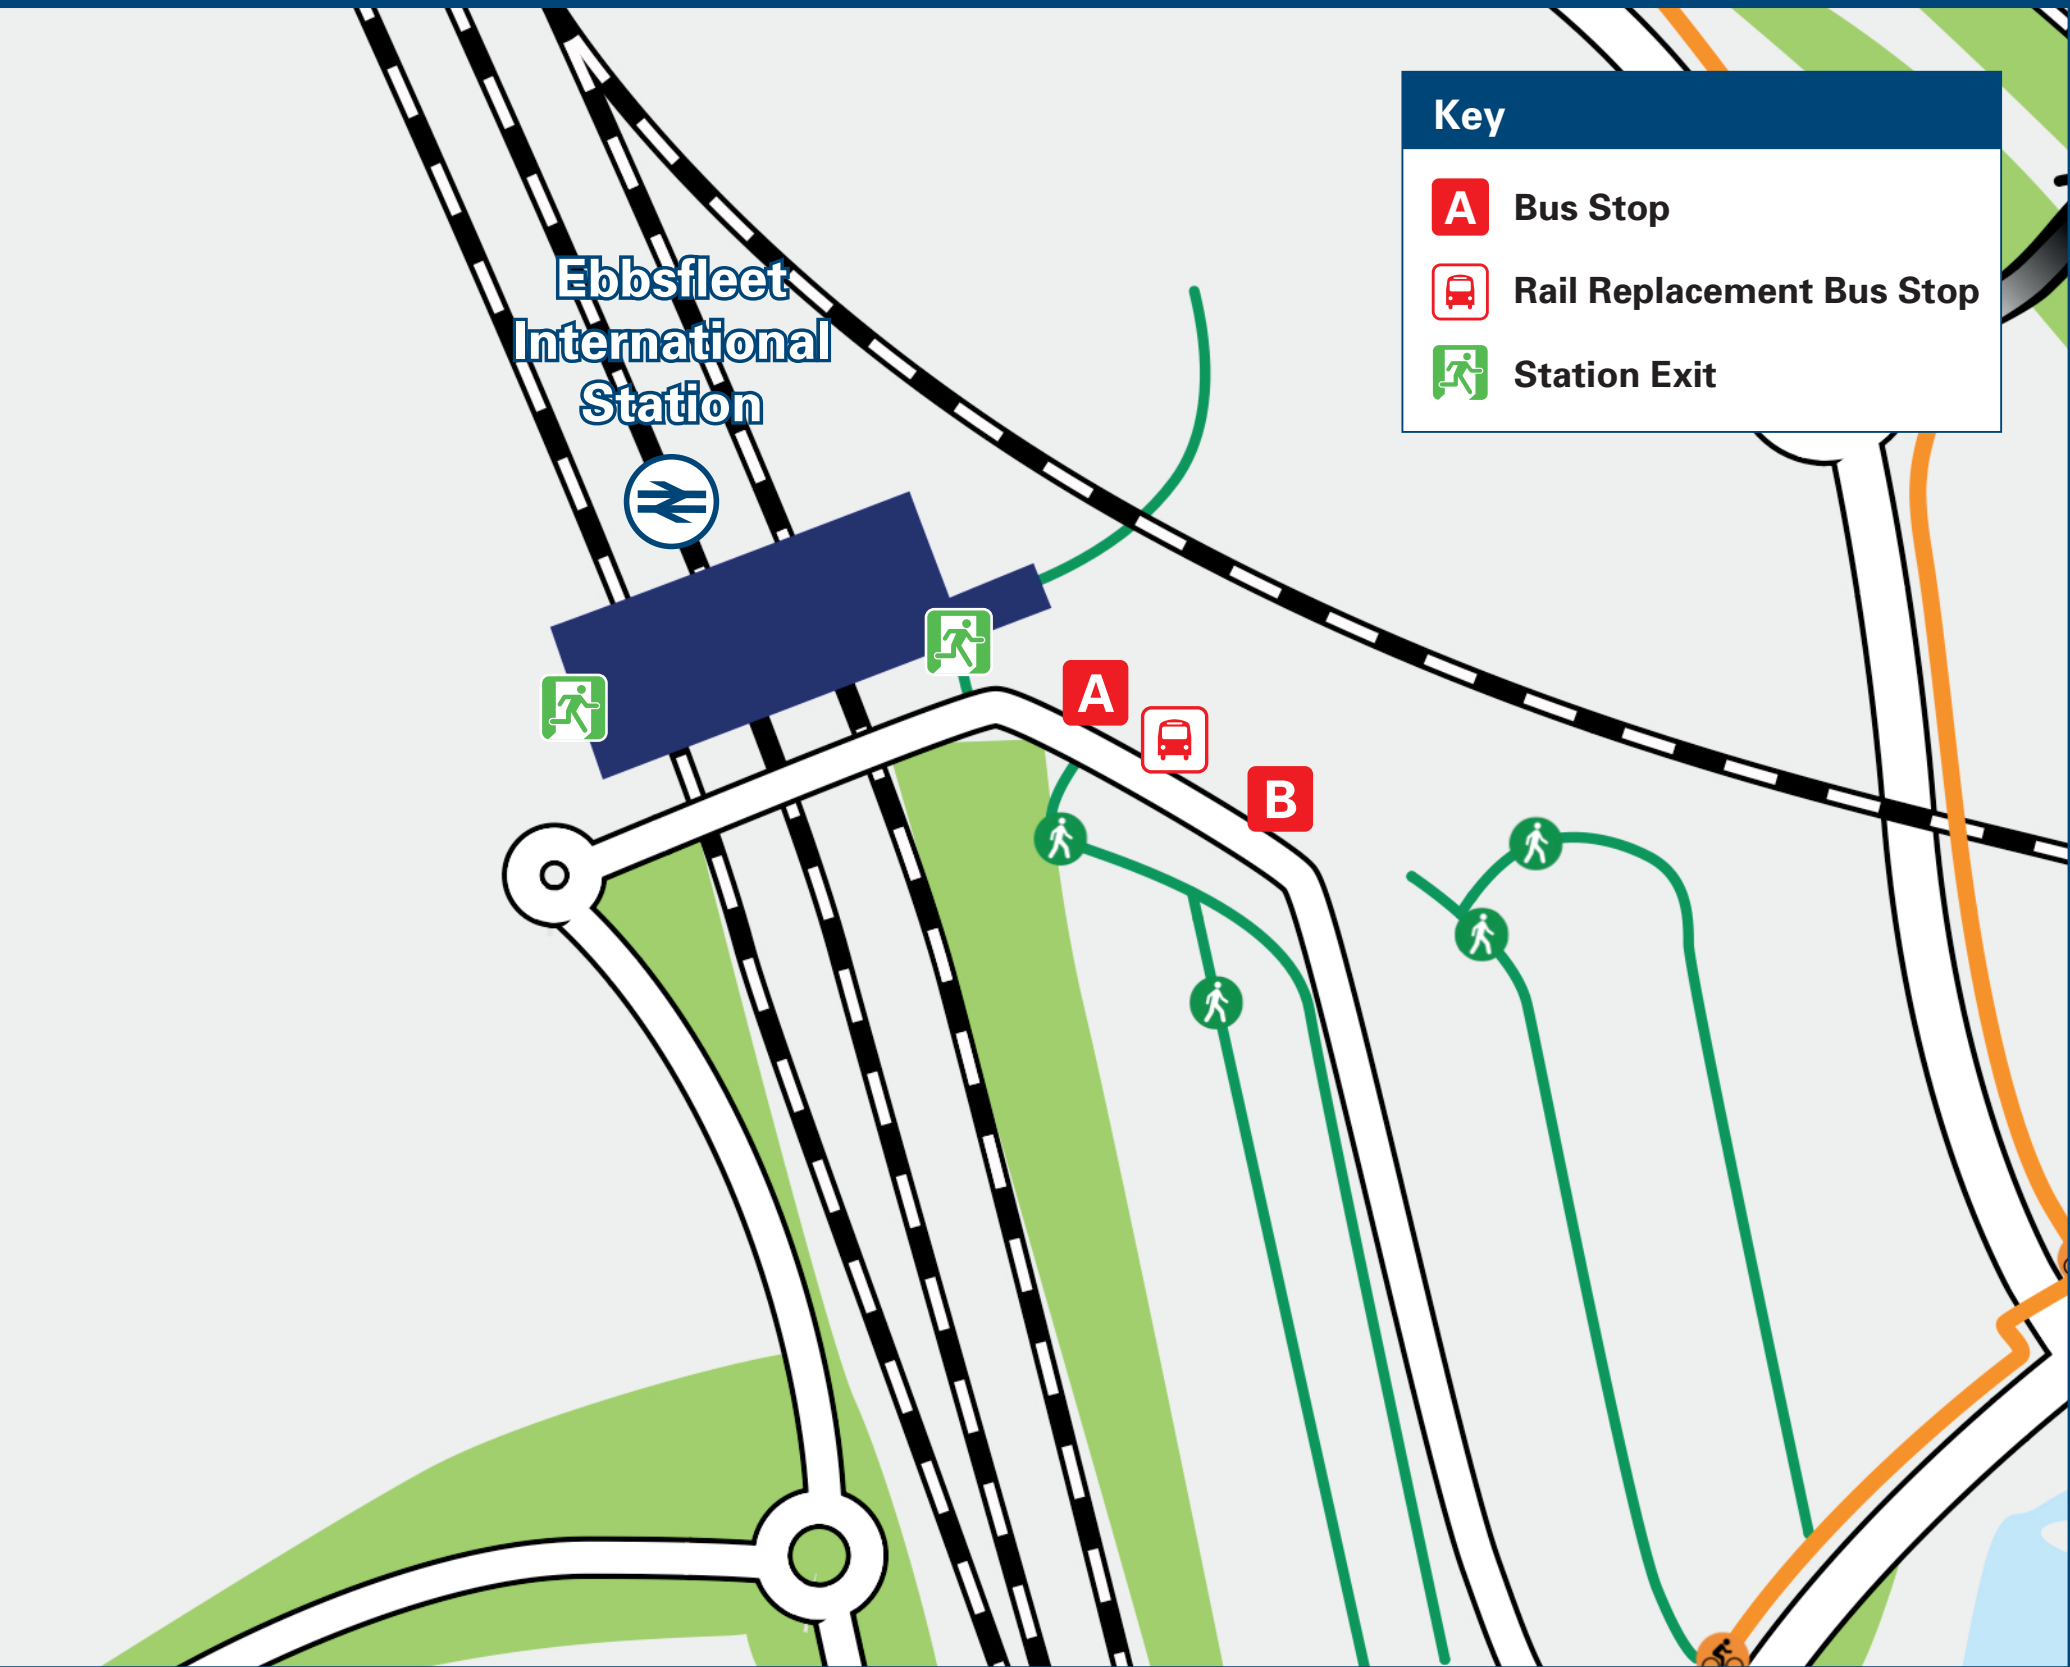 Key
A Bus Stop
Rail Replacement Bus Stop
Station Exit
Ebbsfleet
International
Station
A
B